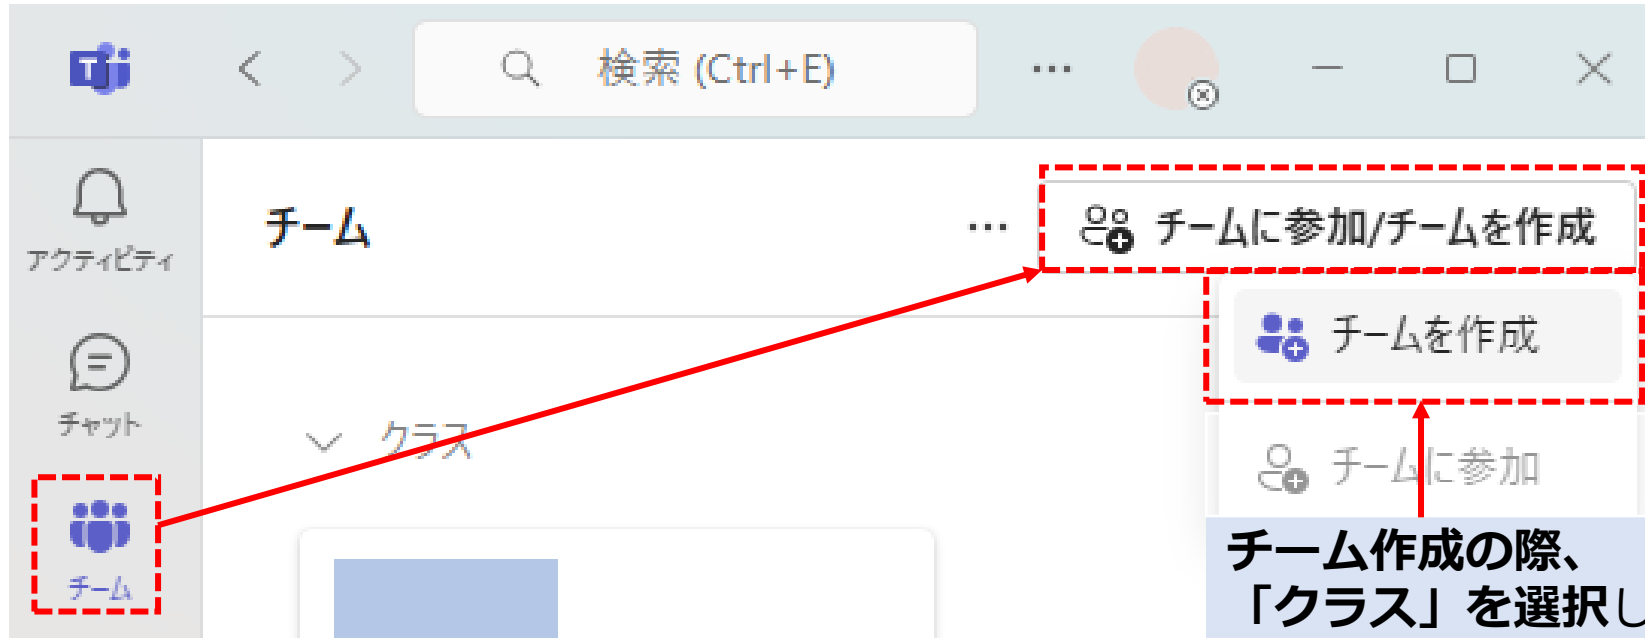 検索 (Ctrl+E)
アクティビティ
チーム
チームに参加/チームを作成
チームを作成
チャット
クラス
チームに参加
チーム
チーム作成の際、
「クラス」を選択し